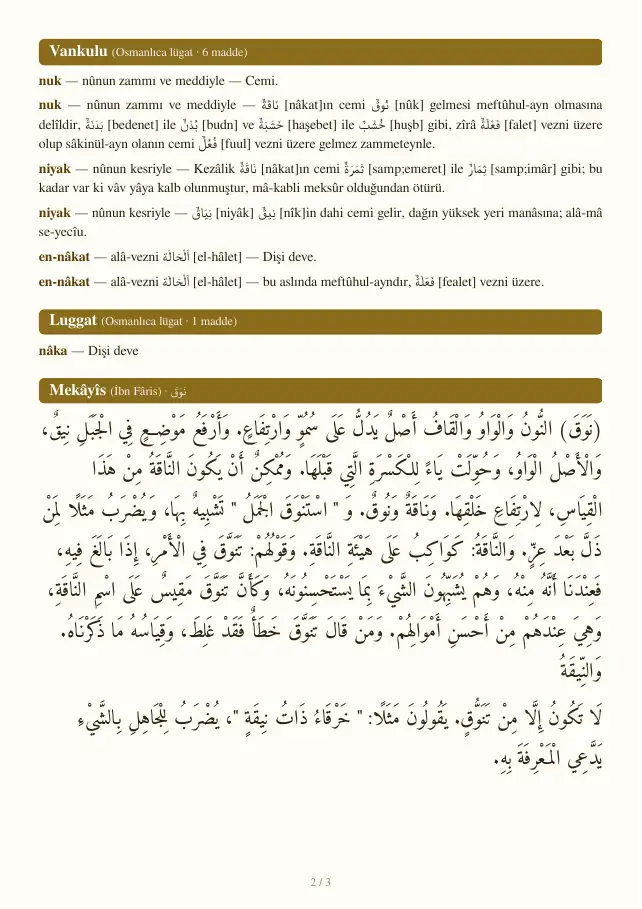 Vankulu (Osmanlıca lügat · 6 madde)
nuk — nûnun zammı ve meddiyle — Cemi.
nuk — nûnun zammı ve meddiyle — نَاقَةٌ [nâkat]ın cemi نُوقٌ [nûk] gelmesi meftûhul-ayn olmasına
delîldir, بَدَنَةٌ [bedenet] ile بُدْنٌ [budn] ve خَشَبَةٌ [haşebet] ile خُشْبٌ [huşb] gibi, zîrâ فَعْلَةٌ [falet] vezni üzere
olup sâkinül-ayn olanın cemi فُعُلٌ [fuul] vezni üzere gelmez zammeteynle.
niyak — nûnun kesriyle — Kezâlik نَاقَةٌ [nâkat]ın cemi ثَمَرَةٌ [samp;emeret] ile ثِمَارٌ [samp;imâr] gibi; bu
kadar var ki vâv yâya kalb olunmuştur, mâ-kabli meksûr olduğundan ötürü.
niyak — nûnun kesriyle — نِيَاقٌ [niyâk] نِيقٌ [nîk]in dahi cemi gelir, dağın yüksek yeri manâsına; alâ-mâ
se-yecîu.
en-nâkat — alâ-vezni اَلْحَالَة [el-hâlet] — Dişi deve.
en-nâkat — alâ-vezni اَلْحَالَة [el-hâlet] — bu aslında meftûhul-ayndır, فَعَلَةٌ [fealet] vezni üzere.
Luggat (Osmanlıca lügat · 1 madde)
nâka — Dişi deve
Mekâyîs (İbn Fâris) · نَوَقَ
(نَوَقَ) النُّونُ وَالْوَاوُ وَالْقَافُ أَصْلٌ يَدُلُّ عَلَى سُمُوٍّ وَارْتِفَاعٍ. وَأَرْفَعُ مَوْضِعٍ فِي الْجَبَلِ نِيقٌ،
وَالْأَصْلُ الْوَاوُ، وَحُوِّلَتْ يَاءً لِلْكَسْرَةِ الَّتِي قَبْلَهَا. وَمُمْكِنٌ أَنْ يَكُونَ النَّاقَةُ مِنْ هَذَا
الْقِيَاسِ، لِارْتِفَاعِ خَلْقِهَا. وَنَاقَةٌ وَنُوقٌ. وَ " اسْتَنْوَقَ الْجَمَلُ " تَشْبِيهٌ بِهَا، وَيُضْرَبُ مَثَلًا لِمَنْ
ذَلَّ بَعْدَ عِزٍّ. وَالنَّاقَةُ: كَوَاكِبُ عَلَى هَيْئَةِ النَّاقَةِ. وَقَوْلُهُمْ: تَنَوَّقَ فِي الْأَمْرِ، إِذَا بَالَغَ فِيهِ،
فَعِنْدَنَا أَنَّهُ مِنْهُ، وَهُمْ يُشَبِّهُونَ الشَّيْءَ بِمَا يَسْتَحْسِنُونَهُ، وَكَأَنَّ تَنَوَّقَ مَقِيسٌ عَلَى اسْمِ النَّاقَةِ،
وَهِيَ عِنْدَهُمْ مِنْ أَحْسَنِ أَمْوَالِهِمْ. وَمَنْ قَالَ تَنَوَّقَ خَطَأٌ فَقَدْ غَلِطَ، وَقِيَاسُهُ مَا ذَكَرْنَاهُ.
وَالنِّيقَةُ
لَا تَكُونُ إِلَّا مِنْ تَنَوُّقٍ. يَقُولُونَ مَثَلًا: " خَرْقَاءُ ذَاتُ نِيقَةٍ "، يُضْرَبُ لِلْجَاهِلِ بِالشَّيْءِ
يَدَّعِي الْمَعْرِفَةَ بِهِ.
2 / 3